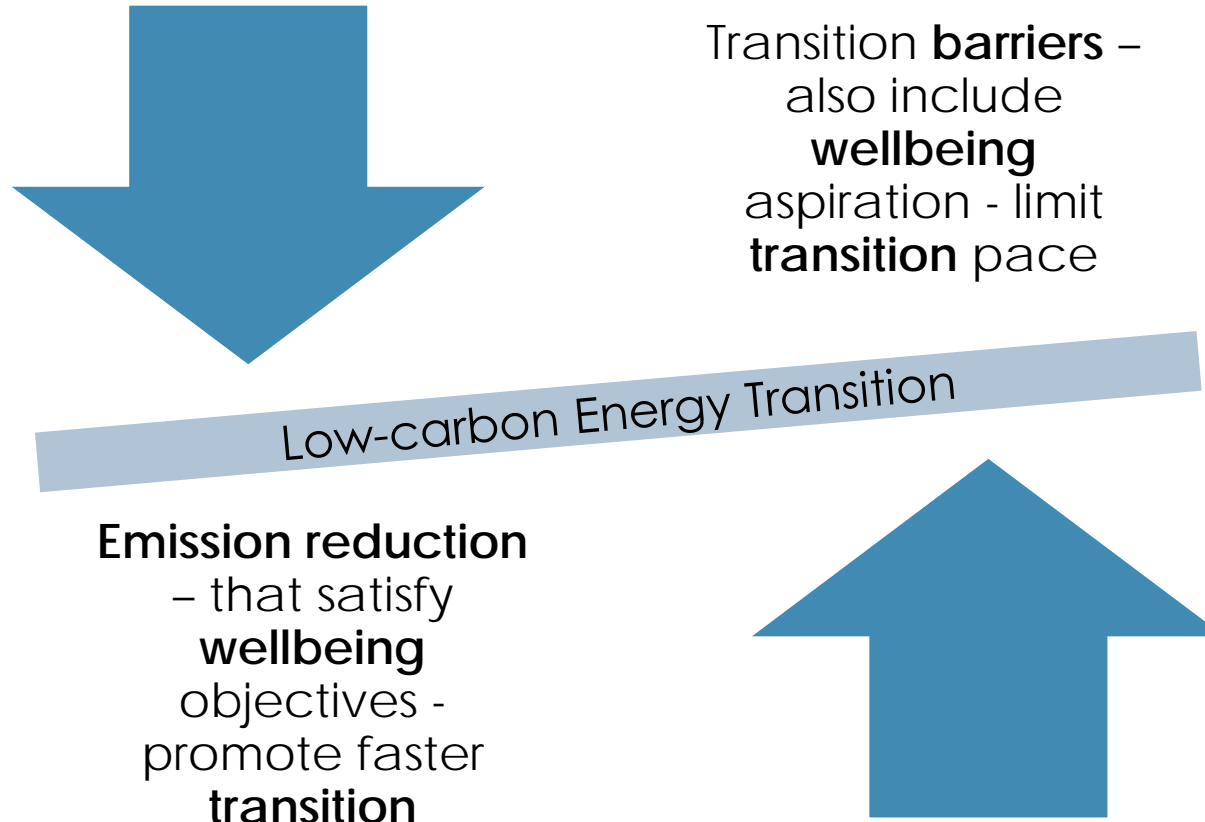 Transition barriers –
also include
wellbeing
aspiration - limit
transition pace
Low-carbon Energy Transition
Emission reduction
– that satisfy
wellbeing
objectives -
promote faster
transition